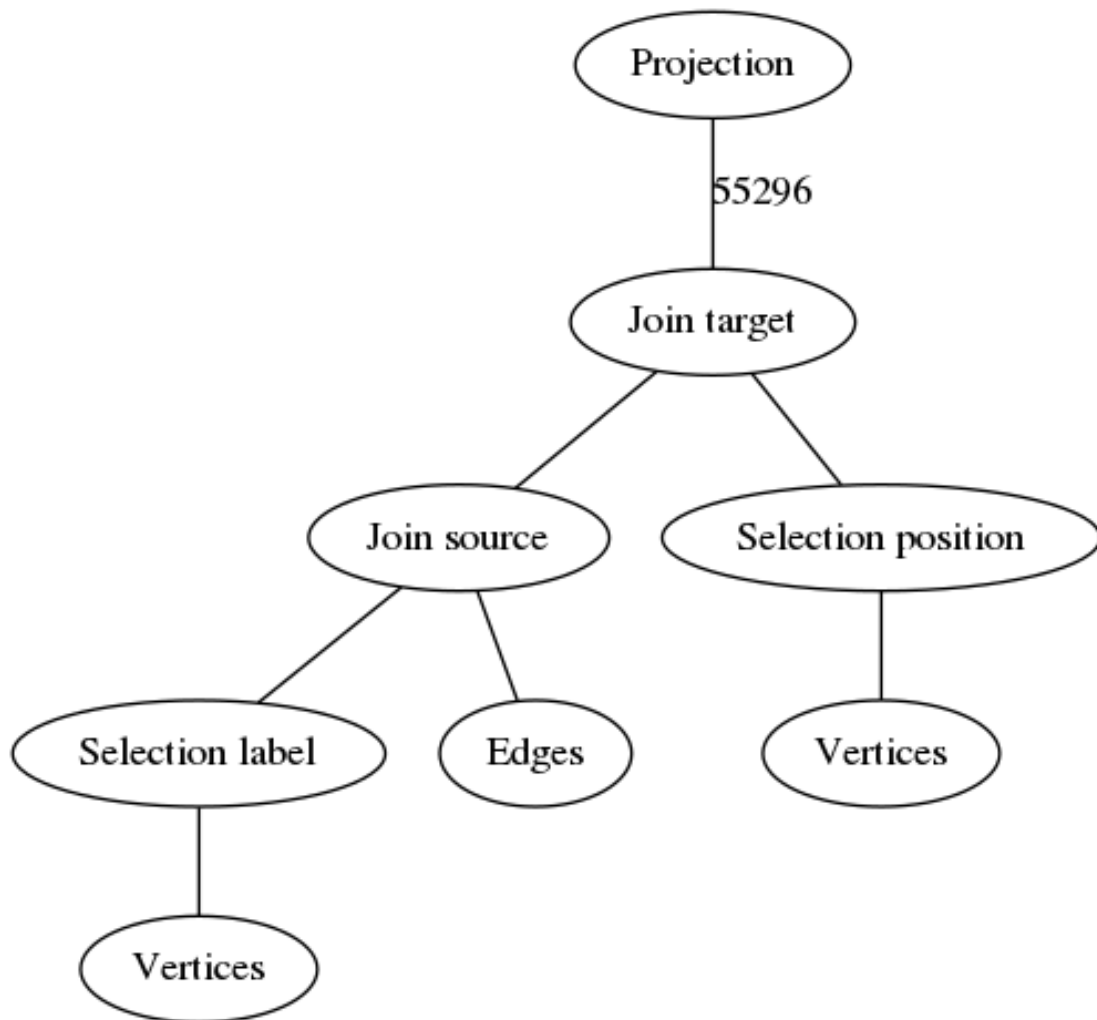 Projection
55296
Join target
Join source
Selection position
Selection label
Edges
Vertices
Vertices